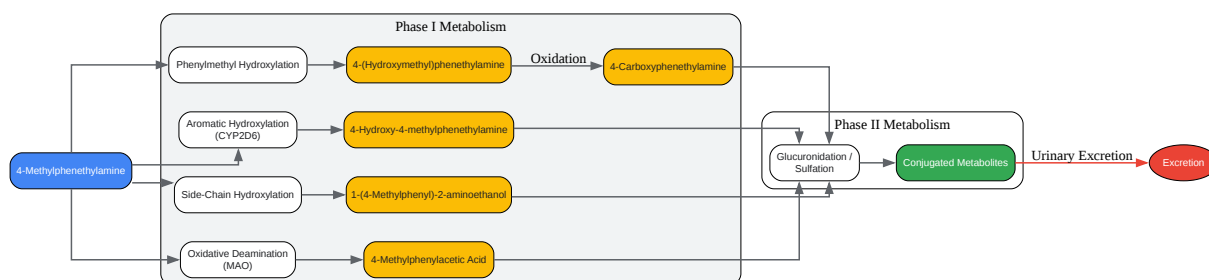 Phase I Metabolism
Phenylmethyl Hydroxylation
4-(Hydroxymethyl)phenethylamine
Oxidation
4-Carboxyphenethylamine
Aromatic Hydroxylation
(CYP2D6)
4-Hydroxy-4-methylphenethylamine
Phase II Metabolism
4-Methylphenethylamine
Glucuronidation /
Sulfation
Conjugated Metabolites
Urinary Excretion
Excretion
Side-Chain Hydroxylation
1-(4-Methylphenyl)-2-aminoethanol
Oxidative Deamination
(MAO)
4-Methylphenylacetic Acid